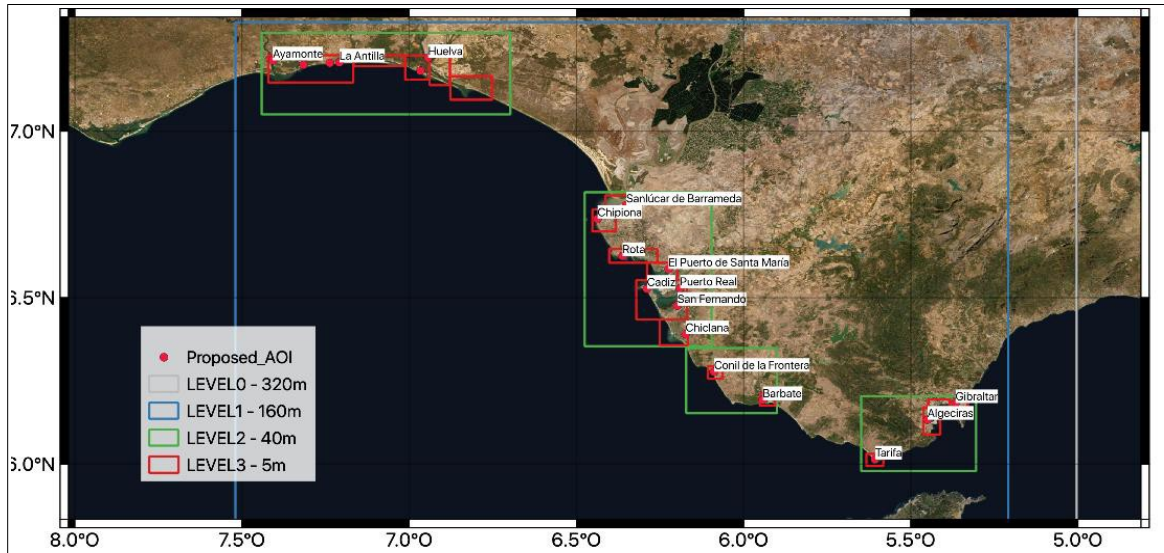 Ayamonte
La Antilla
Huelva
7.0°N
Sanlúcar de Barrameda
Chipiona
Rota
El Puerto de Santa María
Cadiz
Puerto Real
6.5°N
San Fernando
Chiclana
Conil de la Frontera
Barbate
Gibraltar
Algeciras
Tarifa
6.0°N
Proposed_AOI
LEVEL0 - 320m
LEVEL1 - 160m
LEVEL2 - 40m
LEVEL3 - 5m
8.0°O 7.5°O 7.0°O 6.5°O 6.0°O 5.5°O 5.0°O